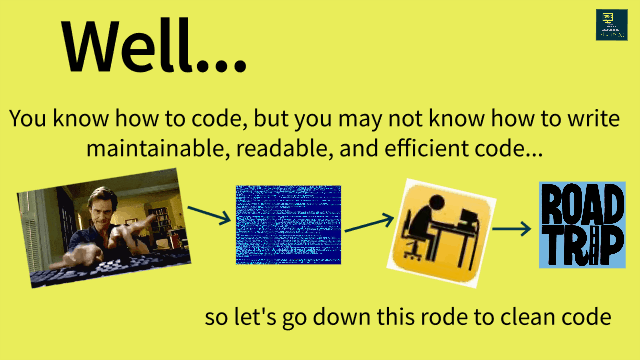 Well...
You know how to code, but you may not know how to write
maintainable, readable, and efficient code...
ROAD
TRIP
so let's go down this rode to clean code